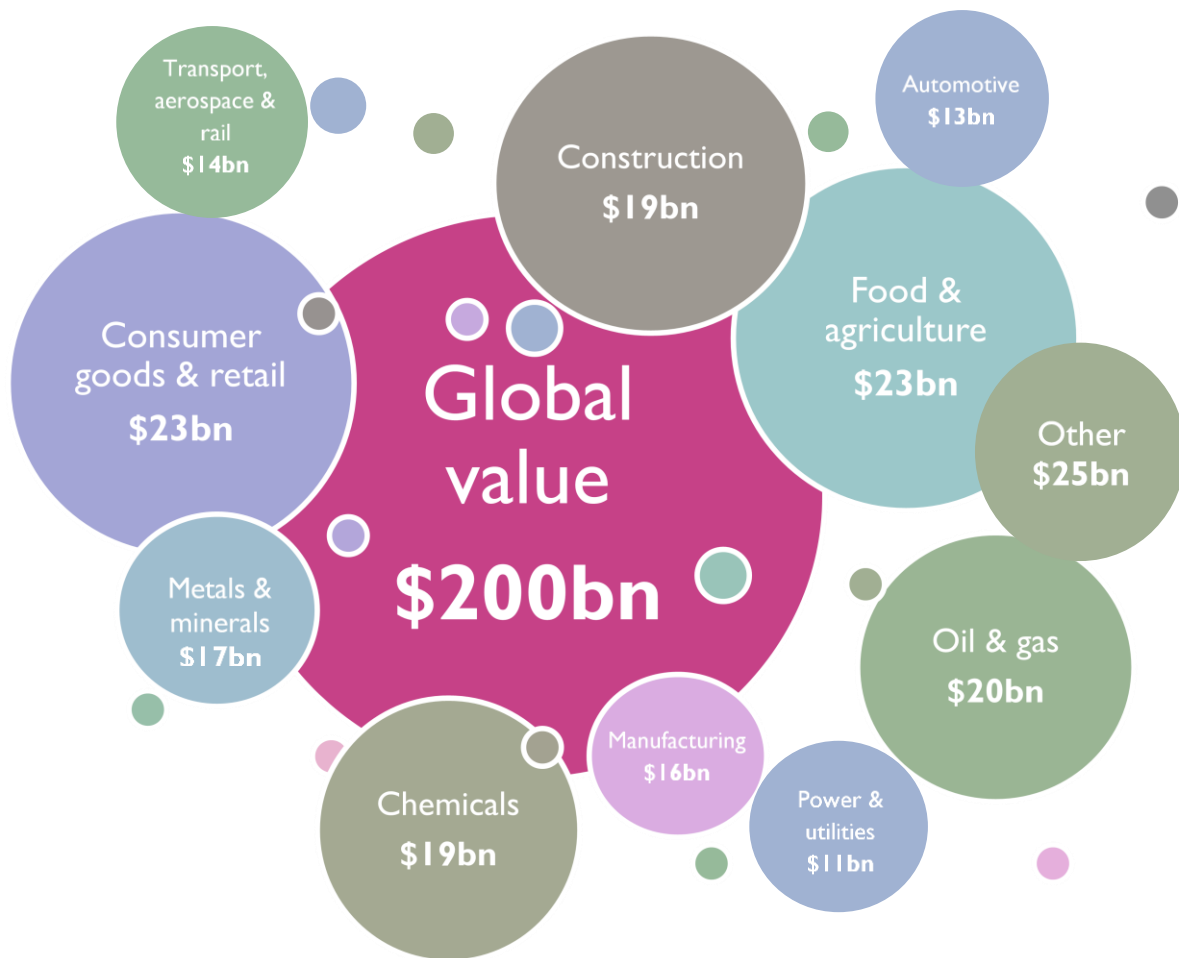 Transport,
aerospace &
rail
$14bn
Construction
$19bn
Automotive
$13bn
Consumer
goods & retail
$23bn
Global
value
$200bn
Food &
agriculture
$23bn
Other
$25bn
Metals &
minerals
$17bn
Oil & gas
$20bn
Chemicals
$19bn
Manufacturing
$16bn
Power &
utilities
$11bn